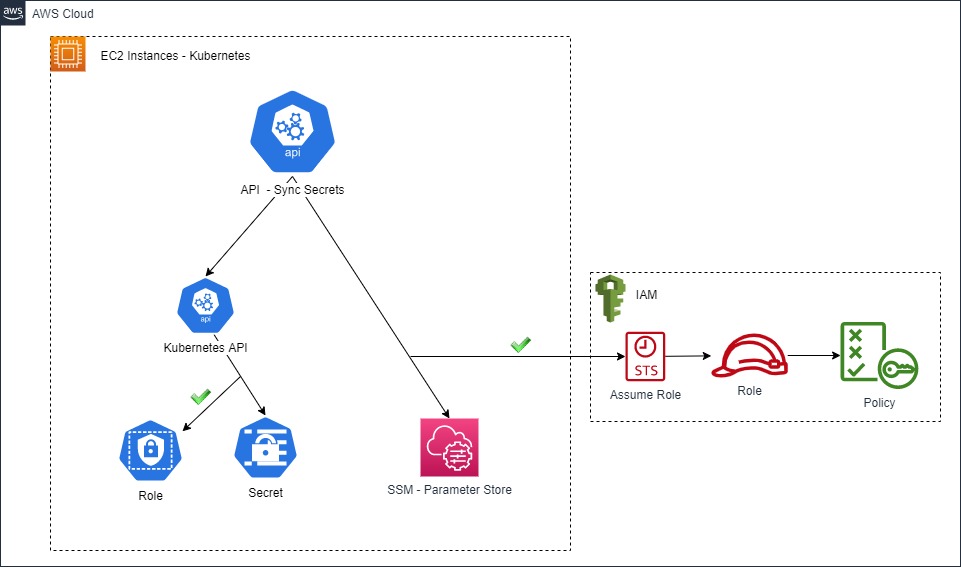 aws
AWS Cloud
EC2 Instances - Kubernetes
api
API - Sync Secrets
api
Kubernetes API
Role
Secret
SSM - Parameter Store
IAM
STS
Assume Role
Role
Policy